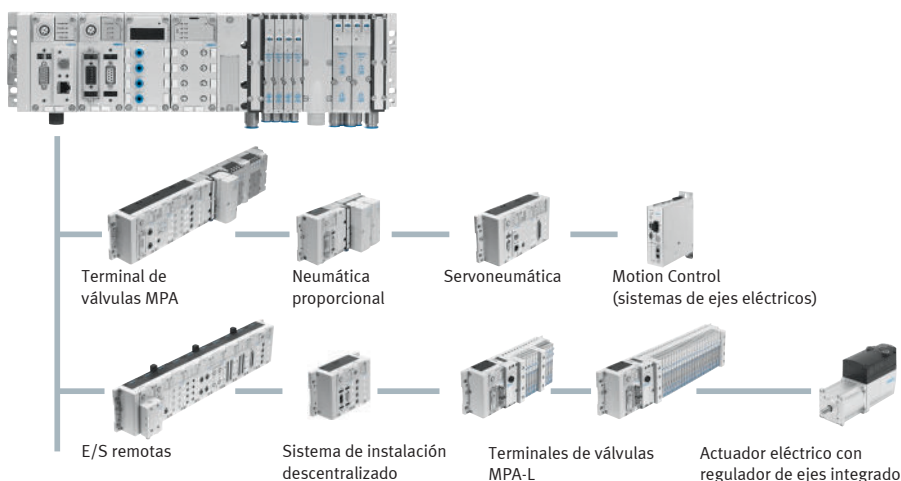 Terminal de
válvulas MPA
Neumática
proporcional
Servoneumática
Motion Control
(sistemas de ejes eléctricos)
E/S remotas
Sistema de instalación
descentralizado
Terminales de válvulas
MPA-L
Actuador eléctrico con
regulador de ejes integrado